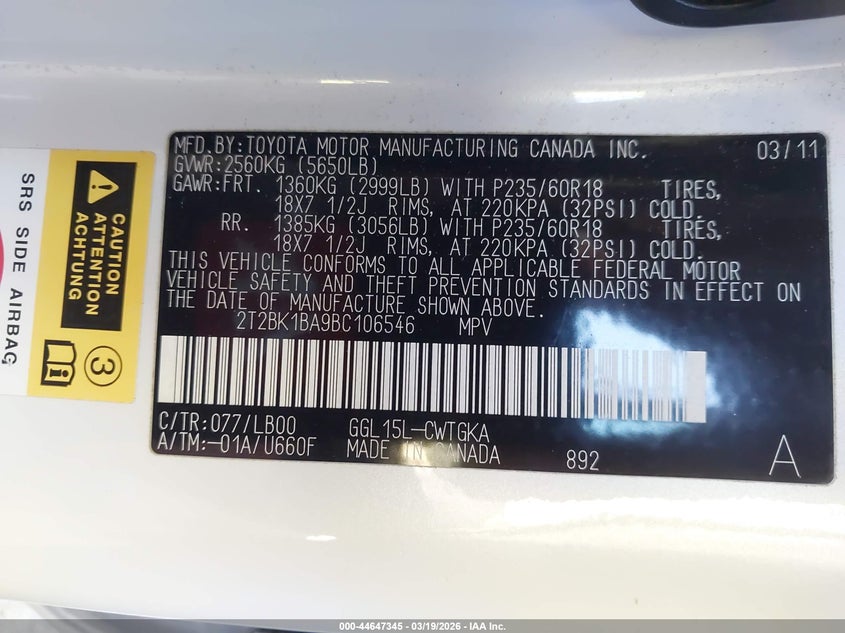 MFD.BY:TOYOTA MOTOR MANUFACTURING CANADA INC. 03/11
GVWR:2560KG (5650LB)
GAWR:FRT. 1360KG (2999LB) WITH P235/60R18 TIRES,
18X7 1/2J RIMS, AT 220KPA (32PSI) COLD.
RR. 1385KG (3056LB) WITH P235/60R18 TIRES,
18X7 1/2J RIMS, AT 220KPA (32PSI) COLD.
THIS VEHICLE CONFORMS TO ALL APPLICABLE FEDERAL MOTOR
VEHICLE SAFETY AND THEFT PREVENTION STANDARDS IN EFFECT ON
THE DATE OF MANUFACTURE SHOWN ABOVE.
2T2BK1BA9BC106546 MPV
C/TR:077/LB00 GGL15L-CWTGKA
A/TM:-01A/U660F MADE IN CANADA 892 A
SRS SIDE AIRBAG
CAUTION
ATTENTION
ACHTUNG
3
000-44647345 - 03/19/2026 - IAA Inc.